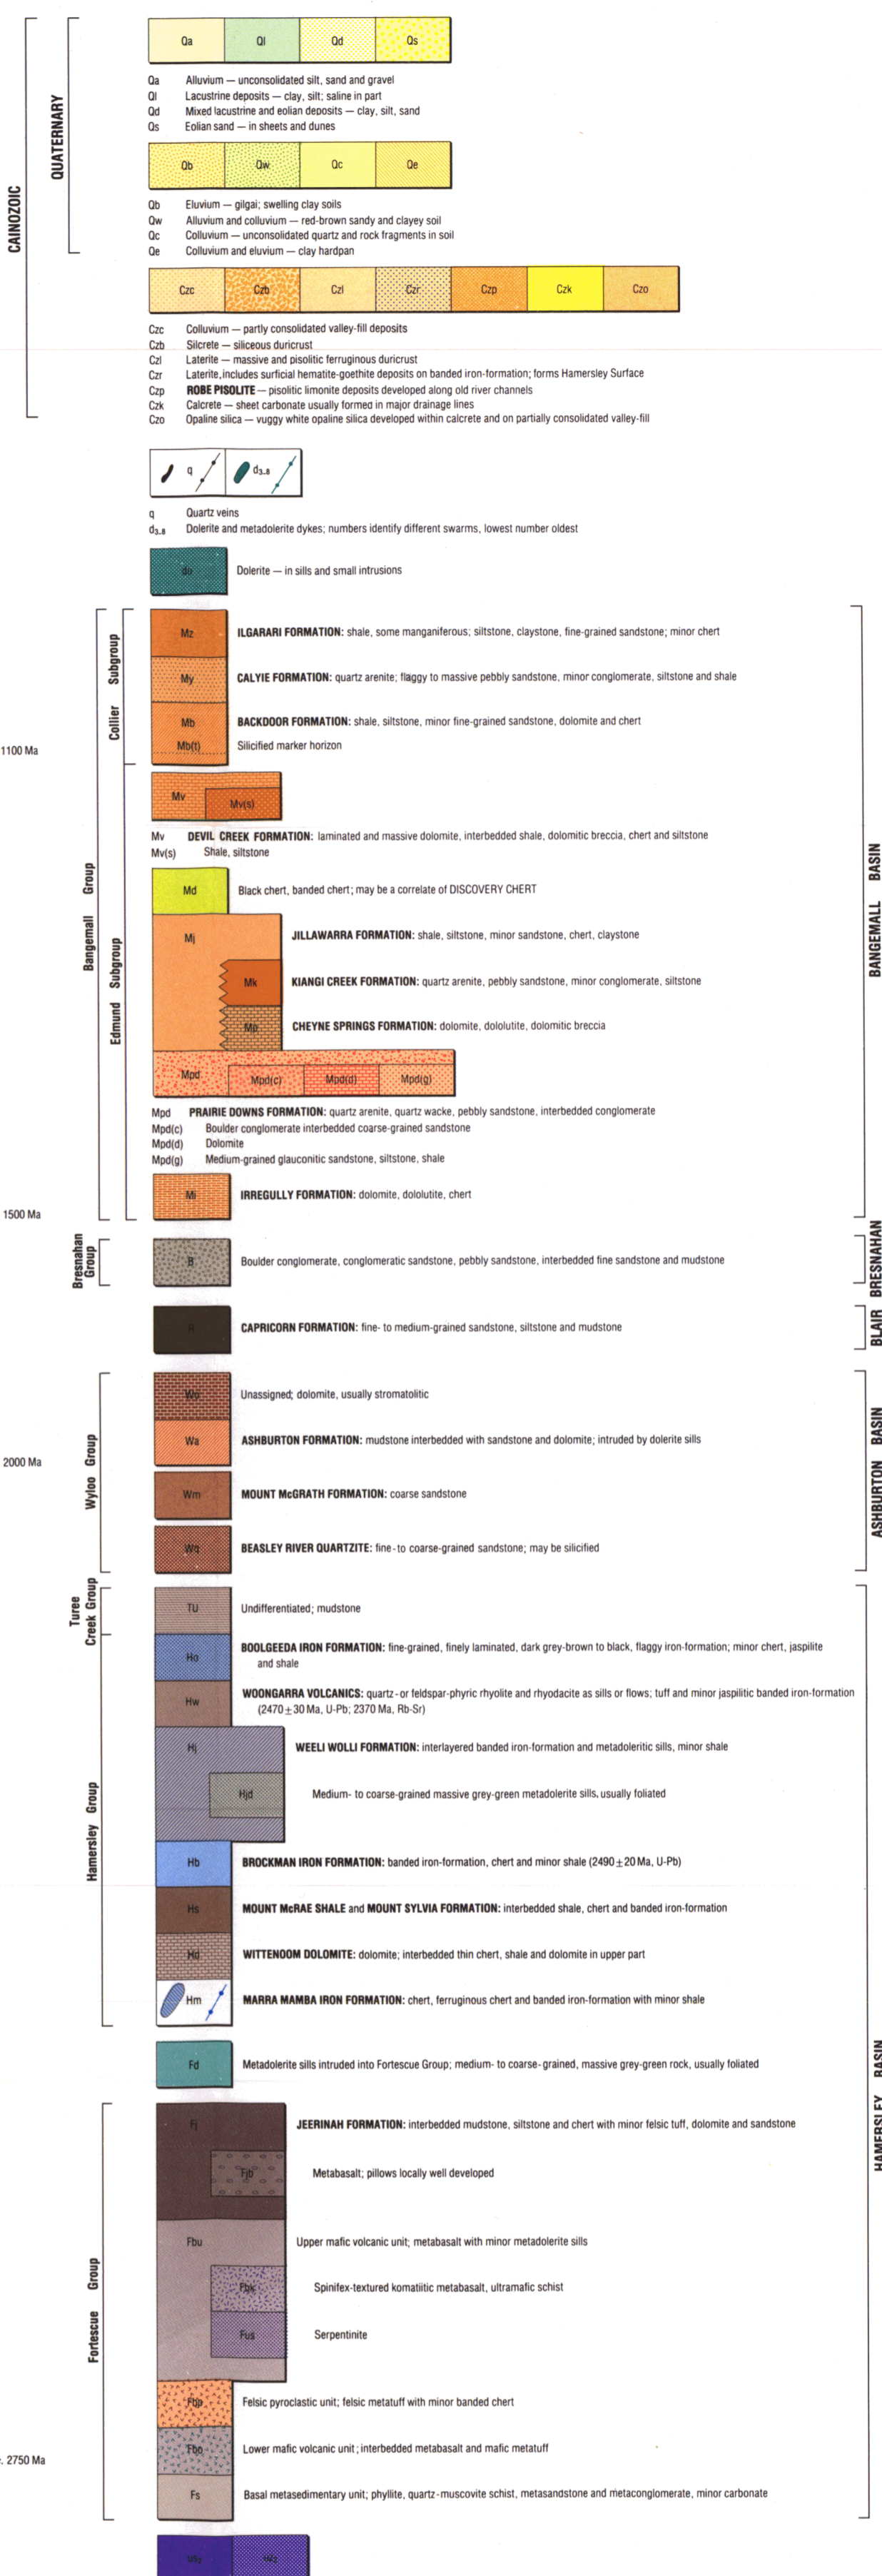 CAINOZOIC
QUATERNARY
Qa Ql Qd Qs
Qa Alluvium — unconsolidated silt, sand and gravel
Ql Lacustrine deposits — clay, silt; saline in part
Qd Mixed lacustrine and eolian deposits — clay, silt, sand
Qs Eolian sand — in sheets and dunes
Qb Qw Qc Qe
Qb Eluvium — gilgai; swelling clay soils
Qw Alluvium and colluvium — red-brown sandy and clayey soil
Qc Colluvium — unconsolidated quartz and rock fragments in soil
Qe Colluvium and eluvium — clay hardpan
Czc Czb Czl Czr Czp Czk Czo
Czc Colluvium — partly consolidated valley-fill deposits
Czb Silcrete — siliceous duricrust
Czl Laterite — massive and pisolitic ferruginous duricrust
Czr Laterite, includes surficial hematite-goethite deposits on banded iron-formation; forms Hamersley Surface
Czp ROBE PISOLITE — pisolitic limonite deposits developed along old river channels
Czk Calcrete — sheet carbonate usually formed in major drainage lines
Czo Opaline silica — vuggy white opaline silica developed within calcrete and on partially consolidated valley-fill
q d₃₋₈
q Quartz veins
d₃₋₈ Dolerite and metadolerite dykes; numbers identify different swarms, lowest number oldest
do Dolerite — in sills and small intrusions
Bangemall Group
Collier Subgroup
BANGEMALL BASIN
Mz ILGARARI FORMATION: shale, some manganiferous; siltstone, claystone, fine-grained sandstone; minor chert
My CALYIE FORMATION: quartz arenite; flaggy to massive pebbly sandstone, minor conglomerate, siltstone and shale
Mb BACKDOOR FORMATION: shale, siltstone, minor fine-grained sandstone, dolomite and chert
Mb(t) Silicified marker horizon
1100 Ma
Edmund Subgroup
Mv Mv(s)
Mv DEVIL CREEK FORMATION: laminated and massive dolomite, interbedded shale, dolomitic breccia, chert and siltstone
Mv(s) Shale, siltstone
Md Black chert, banded chert; may be a correlate of DISCOVERY CHERT
Mj JILLAWARRA FORMATION: shale, siltstone, minor sandstone, chert, claystone
Mk KIANGI CREEK FORMATION: quartz arenite, pebbly sandstone, minor conglomerate, siltstone
Mp CHEYNE SPRINGS FORMATION: dolomite, dololutite, dolomitic breccia
Mpd Mpd(c) Mpd(d) Mpd(g)
Mpd PRAIRIE DOWNS FORMATION: quartz arenite, quartz wacke, pebbly sandstone, interbedded conglomerate
Mpd(c) Boulder conglomerate interbedded coarse-grained sandstone
Mpd(d) Dolomite
Mpd(g) Medium-grained glauconitic sandstone, siltstone, shale
Mi IRREGULLY FORMATION: dolomite, dololutite, chert
1500 Ma
Bresnahan Group
B Boulder conglomerate, conglomeratic sandstone, pebbly sandstone, interbedded fine sandstone and mudstone
BRESNAHAN
CAPRICORN FORMATION: fine- to medium-grained sandstone, siltstone and mudstone
BLAIR
Wyloo Group
ASHBURTON BASIN
Wo Unassigned; dolomite, usually stromatolitic
Wa ASHBURTON FORMATION: mudstone interbedded with sandstone and dolomite; intruded by dolerite sills
2000 Ma
Wm MOUNT McGRATH FORMATION: coarse sandstone
Wq BEASLEY RIVER QUARTZITE: fine- to coarse-grained sandstone; may be silicified
Turee Creek Group
TU Undifferentiated; mudstone
Hamersley Group
HAMERSLEY BASIN
Ho BOOLGEEDA IRON FORMATION: fine-grained, finely laminated, dark grey-brown to black, flaggy iron-formation; minor chert, jaspilite
and shale
Hw WOONGARRA VOLCANICS: quartz- or feldspar-phyric rhyolite and rhyodacite as sills or flows; tuff and minor jaspilitic banded iron-formation
(2470±30 Ma, U-Pb; 2370 Ma, Rb-Sr)
Hj WEELI WOLLI FORMATION: interlayered banded iron-formation and metadoleritic sills, minor shale
Hjd Medium- to coarse-grained massive grey-green metadolerite sills, usually foliated
Hb BROCKMAN IRON FORMATION: banded iron-formation, chert and minor shale (2490±20 Ma, U-Pb)
Hs MOUNT McRAE SHALE and MOUNT SYLVIA FORMATION: interbedded shale, chert and banded iron-formation
Hd WITTENOOM DOLOMITE: dolomite; interbedded thin chert, shale and dolomite in upper part
Hm MARRA MAMBA IRON FORMATION: chert, ferruginous chert and banded iron-formation with minor shale
Fd Metadolerite sills intruded into Fortescue Group; medium- to coarse-grained, massive grey-green rock, usually foliated
Fortescue Group
Fj JEERINAH FORMATION: interbedded mudstone, siltstone and chert with minor felsic tuff, dolomite and sandstone
Fjb Metabasalt; pillows locally well developed
Fbu Upper mafic volcanic unit; metabasalt with minor metadolerite sills
Fbk Spinifex-textured komatiitic metabasalt, ultramafic schist
Fus Serpentinite
Fbp Felsic pyroclastic unit; felsic metatuff with minor banded chert
Fbo Lower mafic volcanic unit; interbedded metabasalt and mafic metatuff
. 2750 Ma
Fs Basal metasedimentary unit; phyllite, quartz-muscovite schist, metasandstone and metaconglomerate, minor carbonate